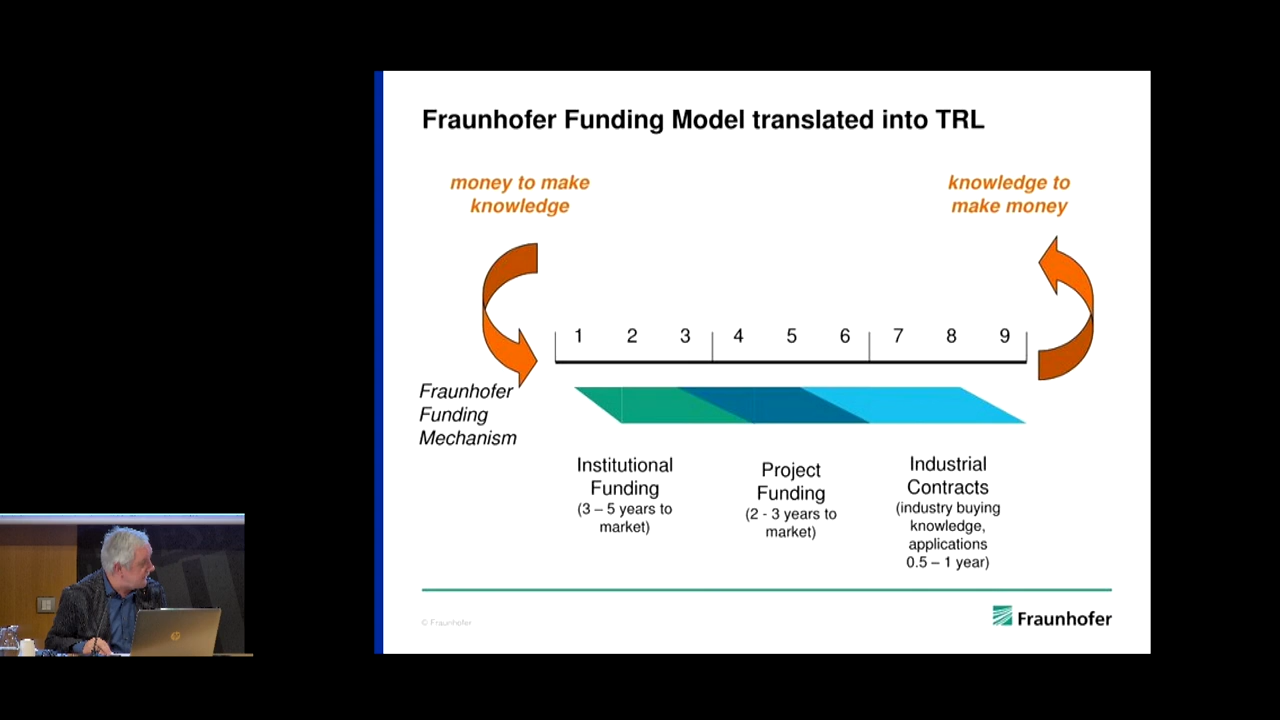 Fraunhofer Funding Model translated into TRL
money to make
knowledge
knowledge to
make money
1 2 3 4 5 6 7 8 9
Fraunhofer
Funding
Mechanism
Institutional
Funding
(3 – 5 years to
market)
Project
Funding
(2 - 3 years to
market)
Industrial
Contracts
(industry buying
knowledge,
applications
0.5 – 1 year)
© Fraunhofer
Fraunhofer